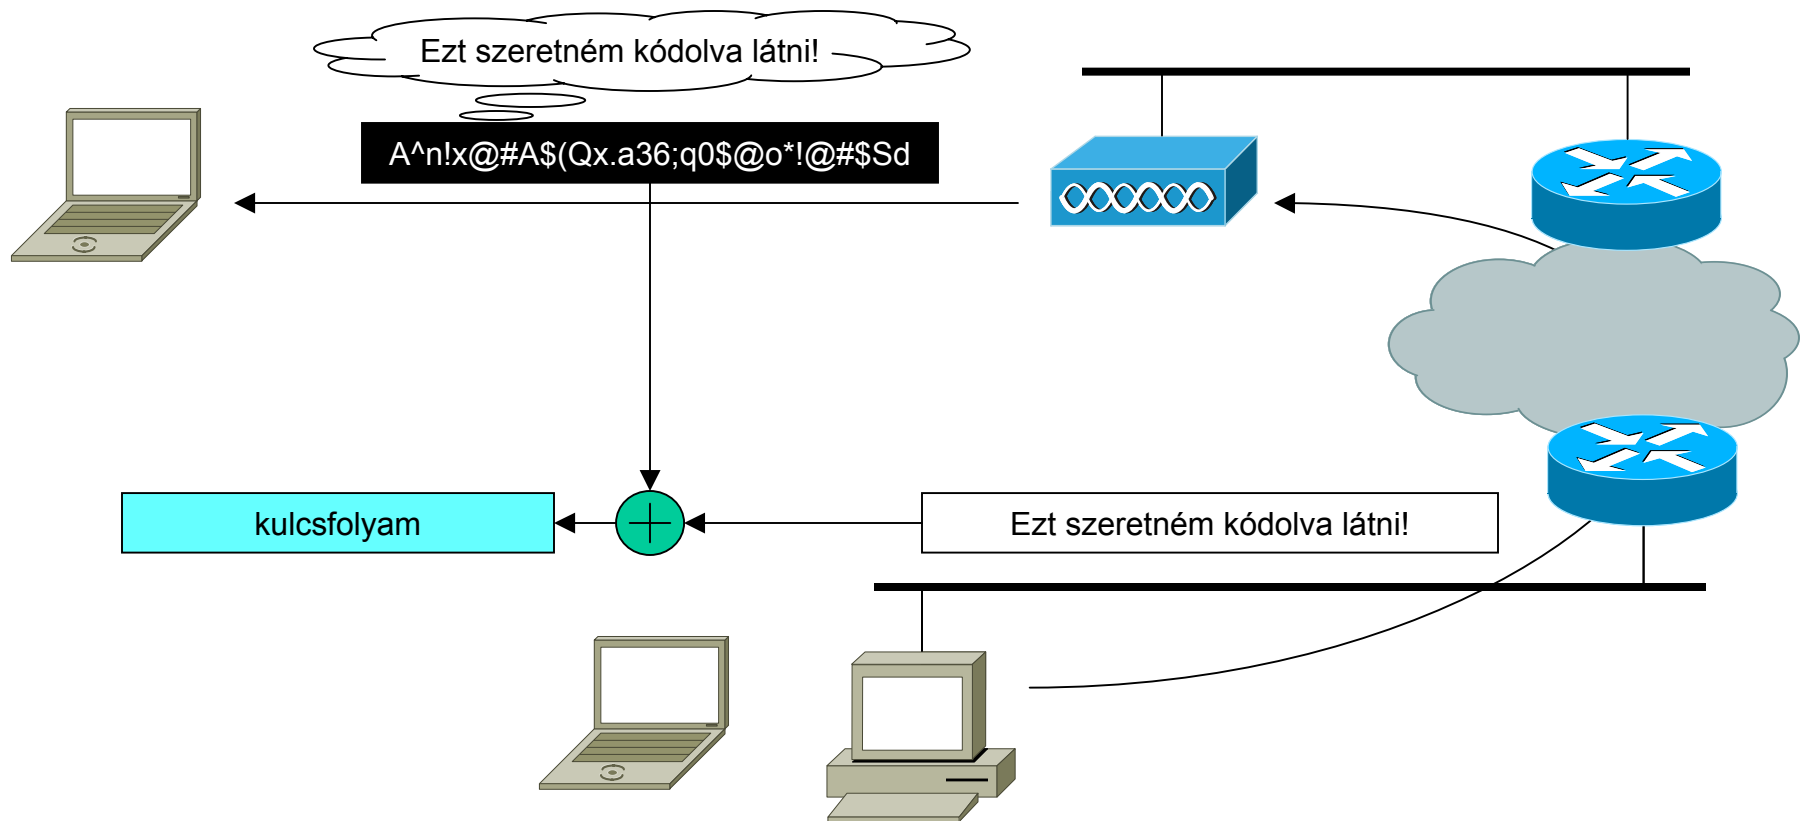 Ezt szeretném kódolva látni!
A^n!x@#A$(Qx.a36;q0$@o*!@#$Sd
kulcsfolyam
Ezt szeretném kódolva látni!